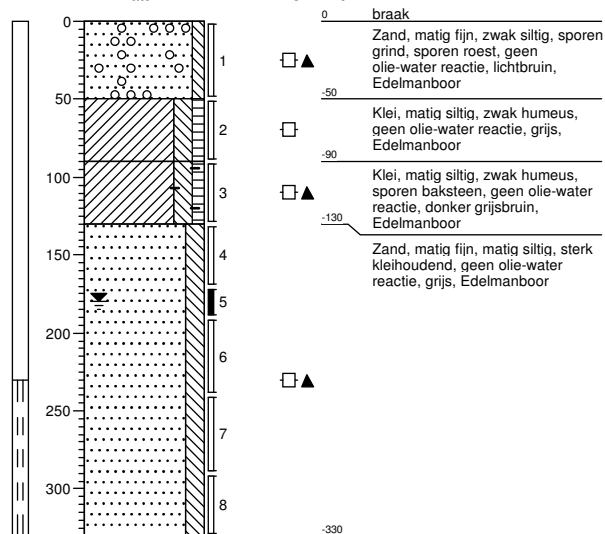 0
50
100
150
200
250
300
1
2
3
4
5
6
7
8
0 braak
Zand, matig fijn, zwak siltig, sporen
grind, sporen roest, geen
olie-water reactie, lichtbruin,
Edelmanboor
-50
Klei, matig siltig, zwak humeus,
geen olie-water reactie, grijs,
Edelmanboor
-90
Klei, matig siltig, zwak humeus,
sporen baksteen, geen olie-water
reactie, donker grijsbruin,
Edelmanboor
-130
Zand, matig fijn, matig siltig, sterk
kleihoudend, geen olie-water
reactie, grijs, Edelmanboor
-330